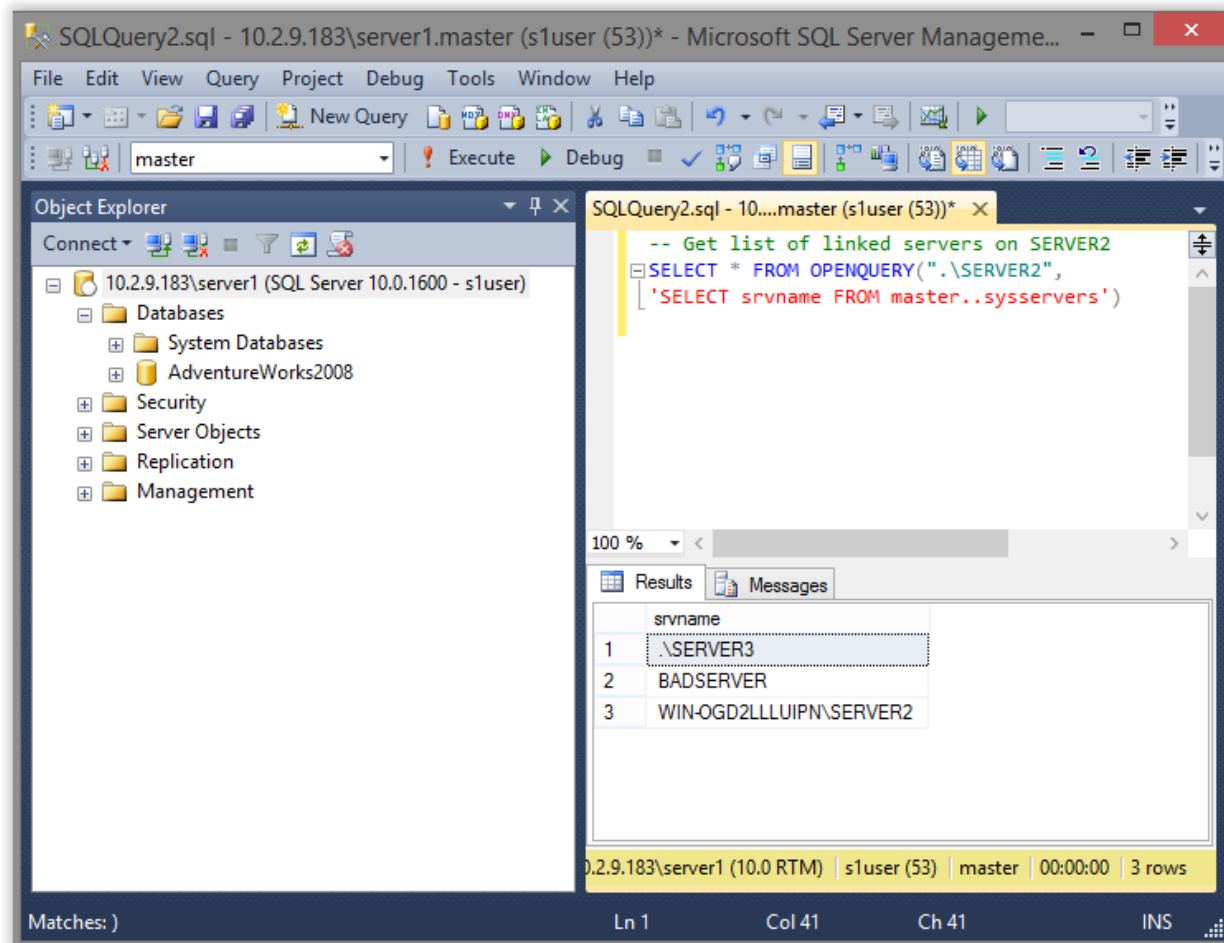 SQLQuery2.sql - 10.2.9.183\server1.master (s1user (53))* - Microsoft SQL Server Manageme...
File Edit View Query Project Debug Tools Window Help
New Query
master Execute Debug
Object Explorer
Connect
10.2.9.183\server1 (SQL Server 10.0.1600 - s1user)
Databases
System Databases
AdventureWorks2008
Security
Server Objects
Replication
Management
SQLQuery2.sql - 10....master (s1user (53))*
-- Get list of linked servers on SERVER2
SELECT * FROM OPENQUERY(".\SERVER2",
'SELECT srvname FROM master..sysservers')
100 %
Results Messages
srvname
1 .\SERVER3
2 BADSERVER
3 WIN-OGD2LLLUIPN\SERVER2
0.2.9.183\server1 (10.0 RTM) s1user (53) master 00:00:00 3 rows
Matches: ) Ln 1 Col 41 Ch 41 INS